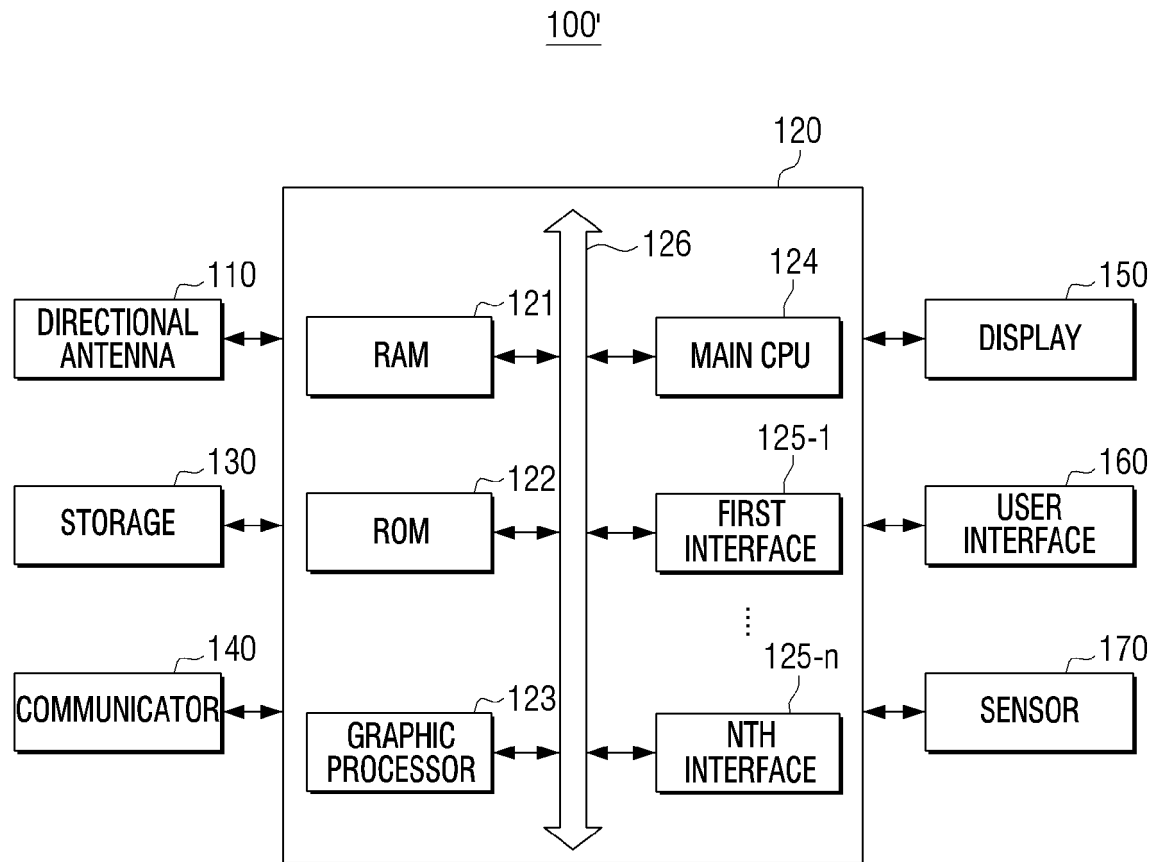 100'
120
126
110
DIRECTIONAL
ANTENNA
121
RAM
124
MAIN CPU
150
DISPLAY
130
STORAGE
122
ROM
125-1
FIRST
INTERFACE
160
USER
INTERFACE
140
COMMUNICATOR
123
GRAPHIC
PROCESSOR
125-n
NTH
INTERFACE
170
SENSOR